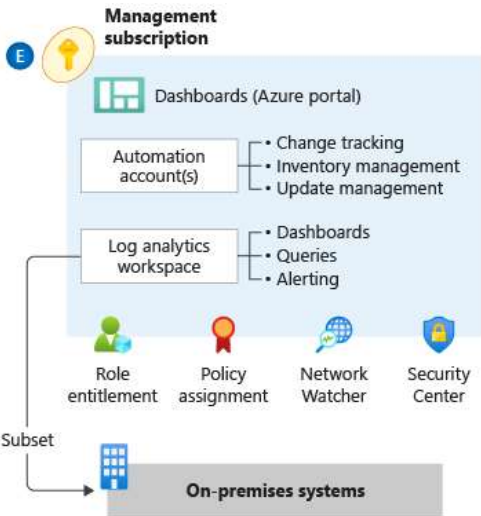 Management
subscription
E
Dashboards (Azure portal)
Automation
account(s)
• Change tracking
• Inventory management
• Update management
Log analytics
workspace
• Dashboards
• Queries
• Alerting
Role
entitlement
Policy
assignment
Network
Watcher
Security
Center
Subset
On-premises systems